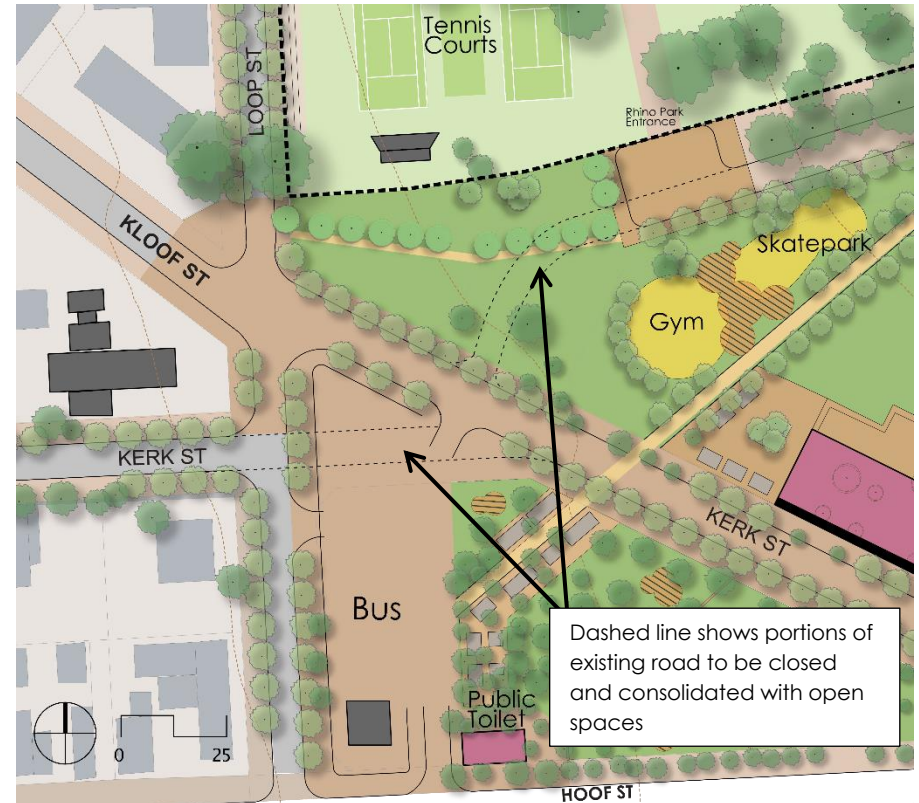 Tennis
Courts
LOOP ST
Rhino Park
Entrance
KLOOF ST
Skatepark
Gym
KERK ST
KERK ST
Bus
Dashed line shows portions of
existing road to be closed
and consolidated with open
spaces
Public
Toilet
0 25
HOOF ST